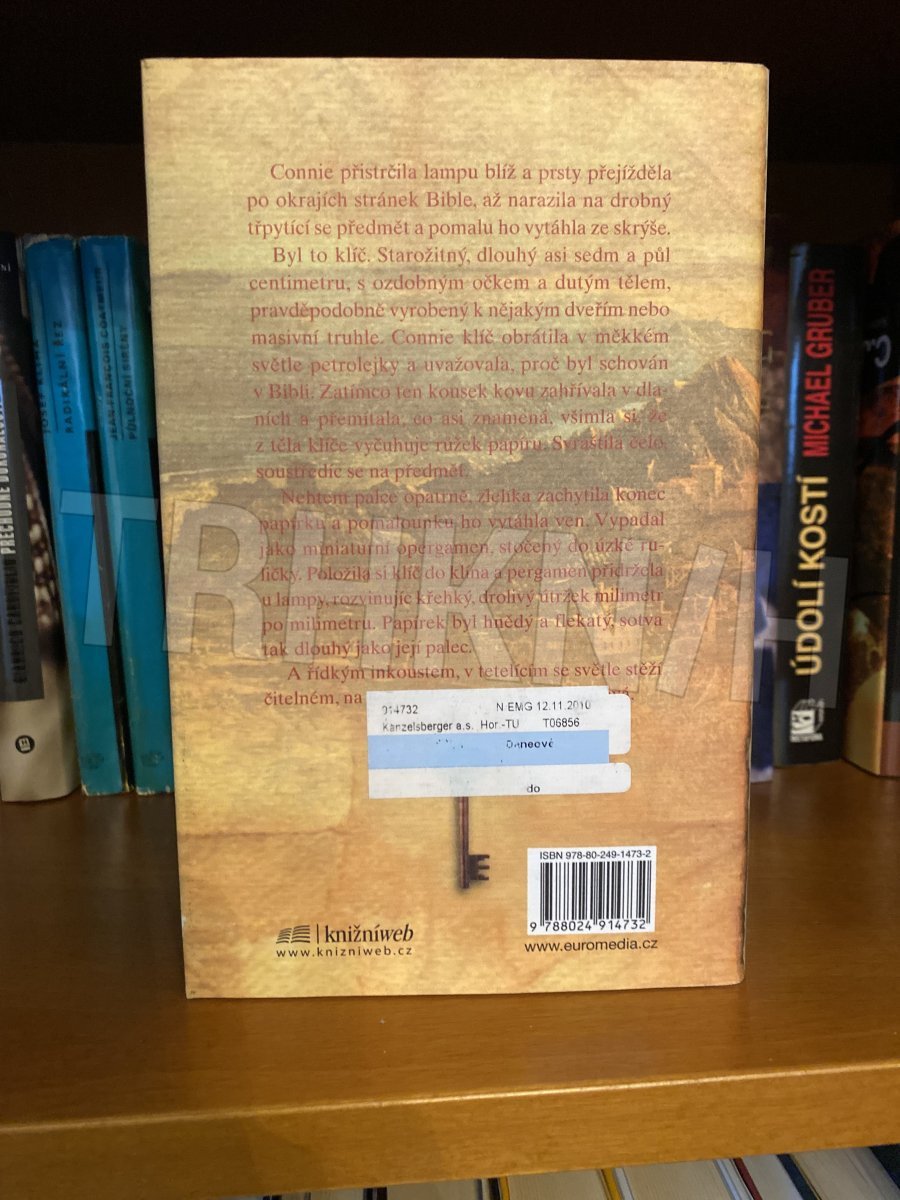 Connie přistrčila lampu blíž a prsty přejížděla
po okrajích stránek Bible, až narazila na drobný
třpytící se předmět a pomalu ho vytáhla ze skrýše.
Byl to klíč. Starožitný, dlouhý asi sedm a půl
centimetru, s ozdobným očkem a dutým tělem,
pravděpodobně vyrobený k nějakým dveřím nebo
masivní truhle. Connie klíč obrátila v měkkém
světle petrolejky a uvažovala, proč byl schován
v Bibli. Zatímco ten kousek kovu zahřívala v dla-
ních a přemítala, co asi znamená, všimla si, že
z těla klíče vyčuhuje růžek papíru. Svraštila čelo,
soustředíc se na předmět.
Nehtem palce opatrně, zlehka zachytila konec
papírku a pomalounku ho vytáhla ven. Vypadal
jako miniaturní opergamen, stočený do úzké ru-
ličky. Položila si klíč do klína a pergamen přidržela
u lampy, rozvinujíc křehký, drolivý útržek milimetr
po milimetru. Papírek byl hnědý a flekatý, sotva
tak dlouhý jako její palec.
A řídkým inkoustem, v tetelícím se světle stěží
čitelném, na
914732 N EMG 12.11.2010
Kanzelsberger a.s. Hor.-TU T06856
do
ISBN 978-80-249-1473-2
9 788024 914732
www.euromedia.cz
knižníweb
www.knizniweb.cz
TRHKNIH
RADIKÁLNÍ ŘEZ
JEAN FRANCOIS COATMEUR
PŮLNOČNÍ SIRÉNY
ÚDOLÍ KOSTÍ
MICHAEL GRUBER